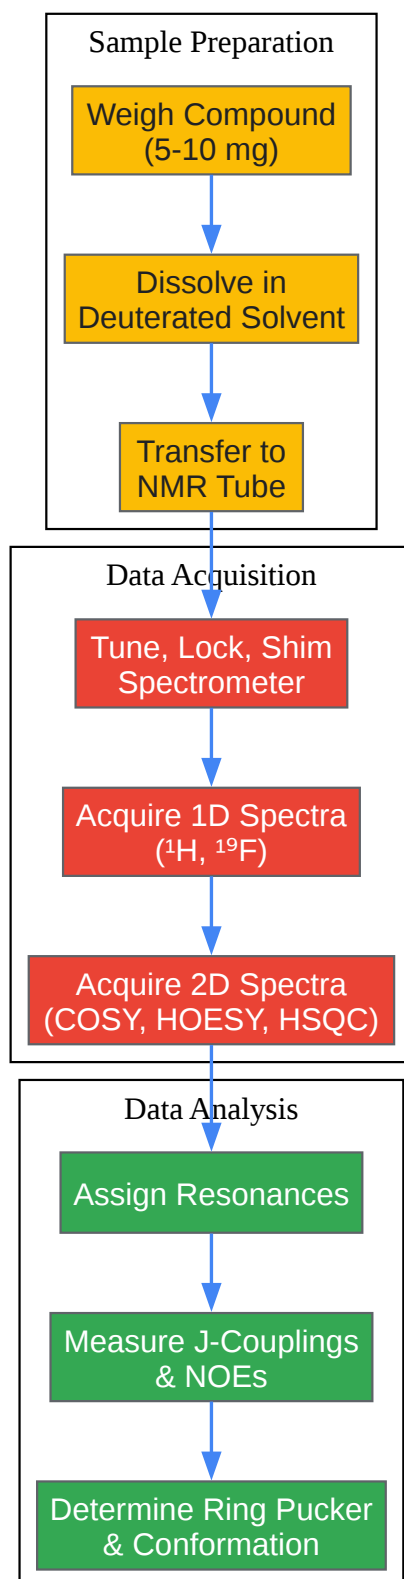 Sample Preparation
Weigh Compound
(5-10 mg)
Dissolve in
Deuterated Solvent
Transfer to
NMR Tube
Data Acquisition
Tune, Lock, Shim
Spectrometer
Acquire 1D Spectra
(¹H, ¹⁹F)
Acquire 2D Spectra
(COSY, HOESY, HSQC)
Data Analysis
Assign Resonances
Measure J-Couplings
& NOEs
Determine Ring Pucker
& Conformation